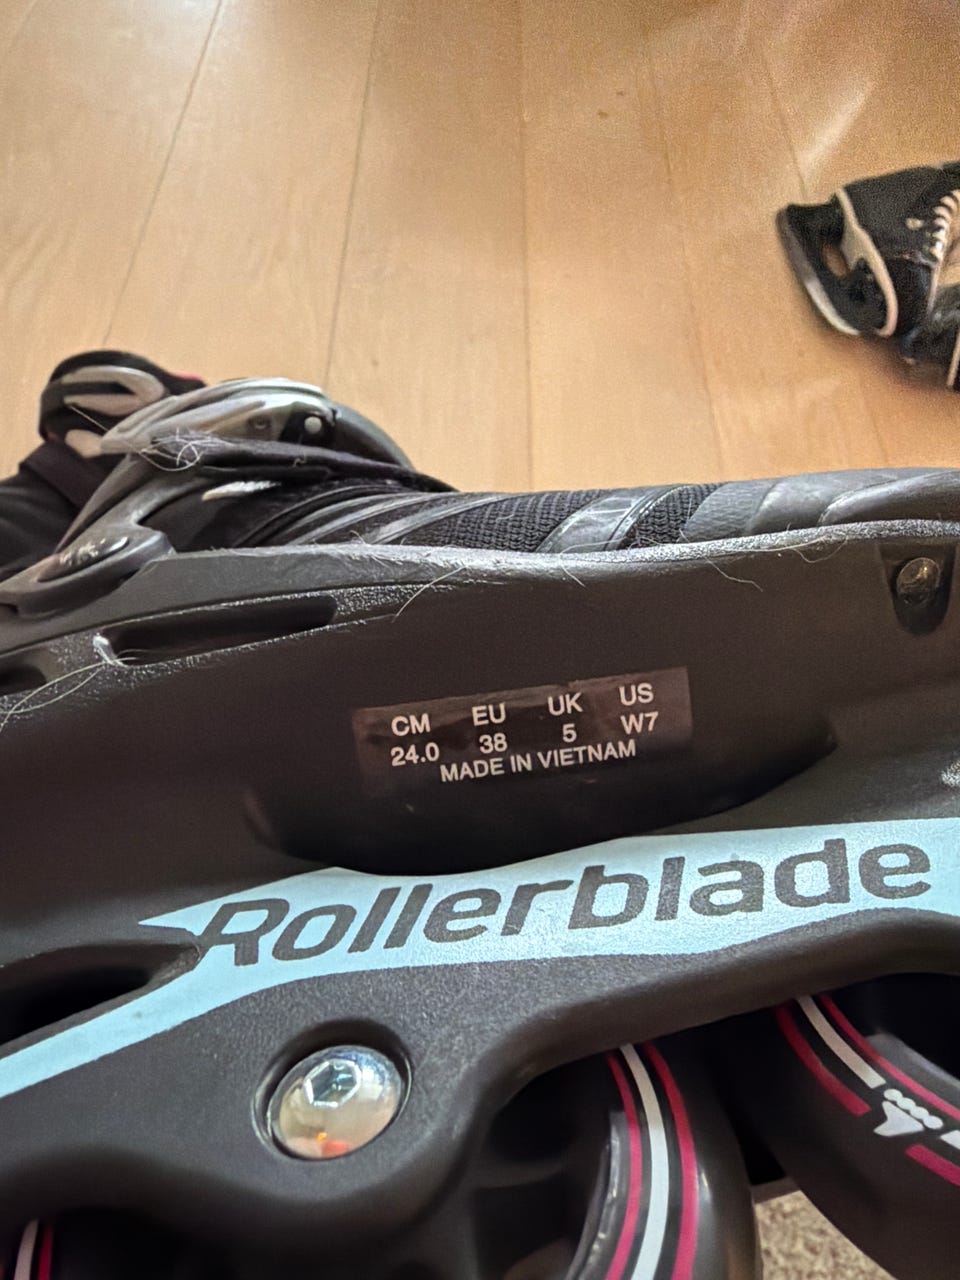 CM EU UK US
24.0 38 5 W7
MADE IN VIETNAM
Rollerblade